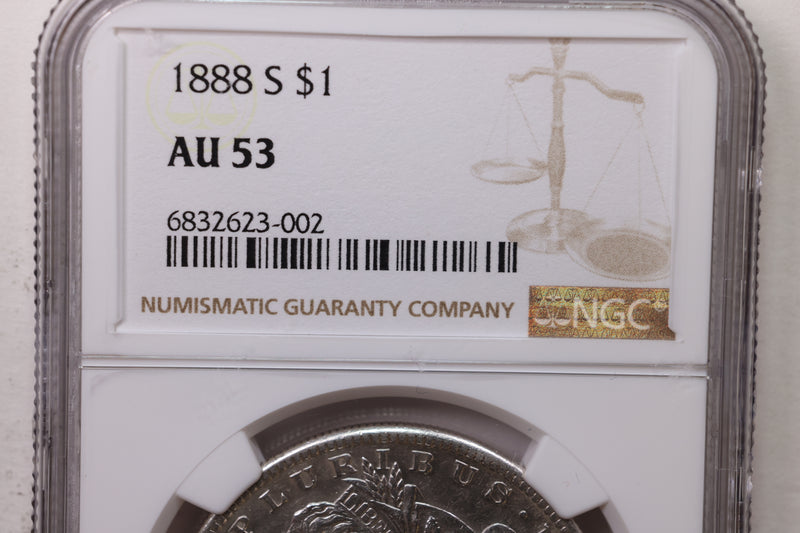 1888 S $1
AU 53
6832623-002
NUMISMATIC GUARANTY COMPANY
NGC
PLURIBUS